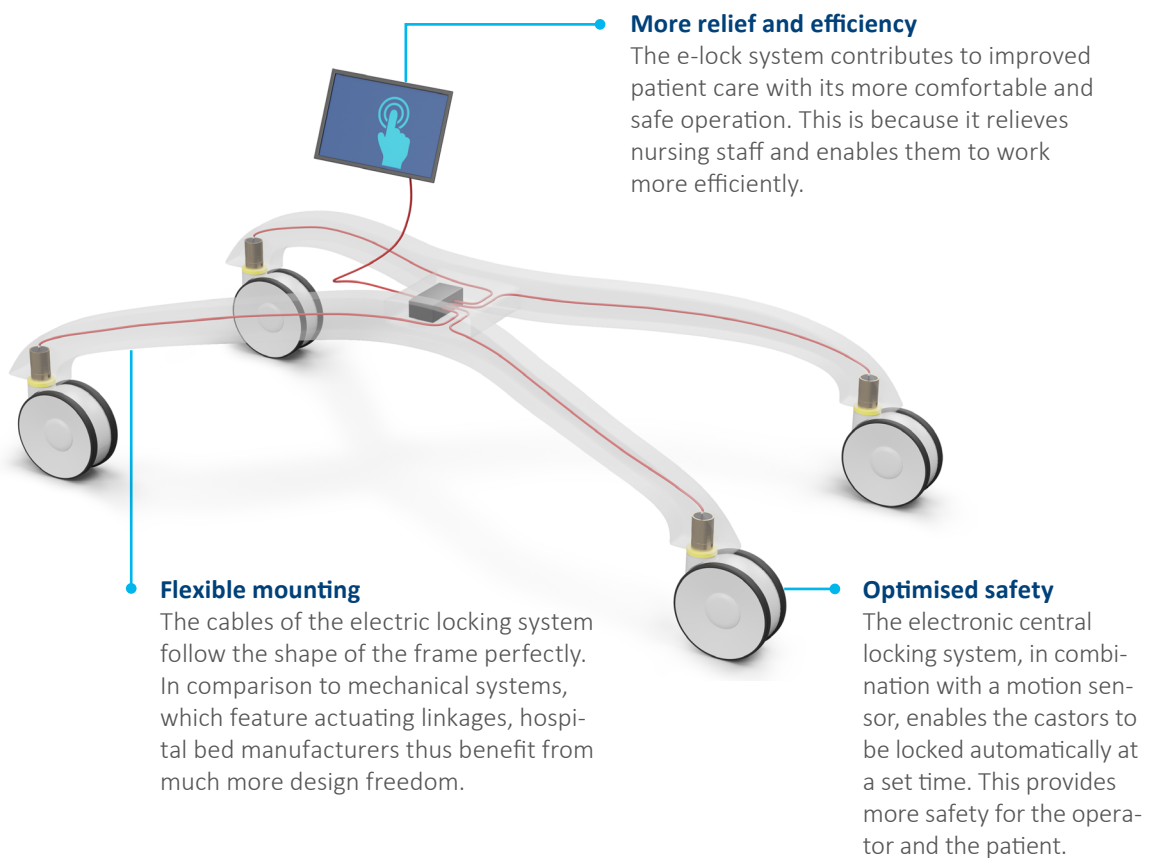 More relief and efficiency
The e-lock system contributes to improved
patient care with its more comfortable and
safe operation. This is because it relieves
nursing staff and enables them to work
more efficiently.
Flexible mounting
The cables of the electric locking system
follow the shape of the frame perfectly.
In comparison to mechanical systems,
which feature actuating linkages, hospi-
tal bed manufacturers thus benefit from
much more design freedom.
Optimised safety
The electronic central
locking system, in combi-
nation with a motion sen-
sor, enables the castors to
be locked automatically at
a set time. This provides
more safety for the opera-
tor and the patient.